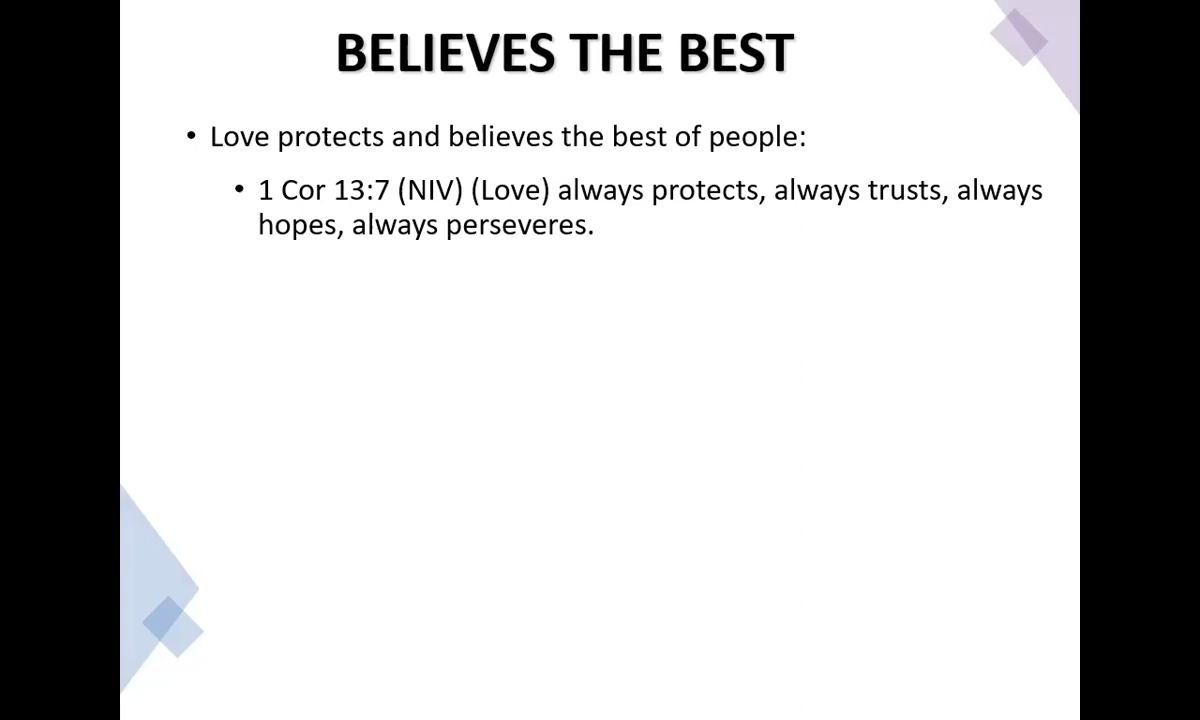 BELIEVES THE BEST
• Love protects and believes the best of people:
• 1 Cor 13:7 (NIV) (Love) always protects, always trusts, always
hopes, always perseveres.